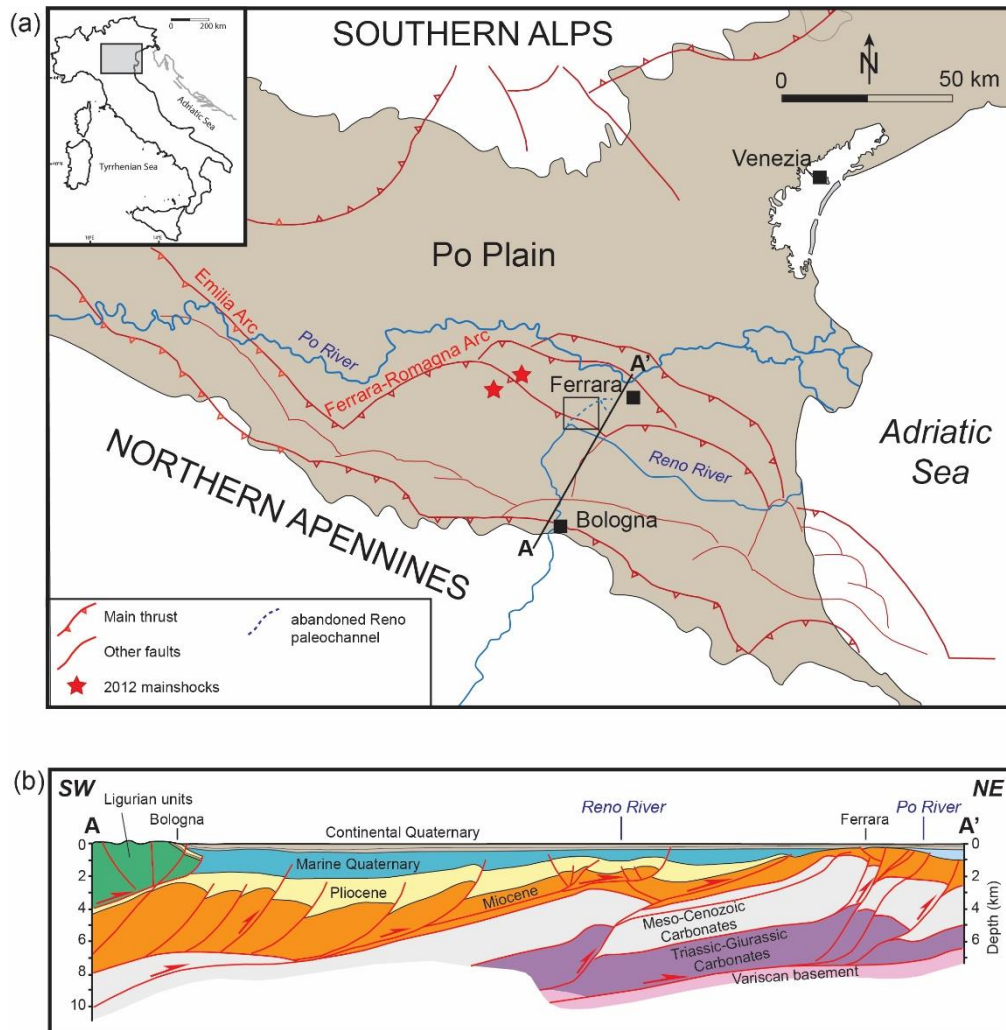 (a)
200 km
Adriatic Sea
Tyrrhenian Sea
SOUTHERN ALPS
N
0
50 km
Venezia
Po Plain
Emilia Arc
Po River
Ferrara-Romagna Arc
A'
Ferrara
Adriatic
Sea
Reno River
NORTHERN APENNINES
Bologna
A
Main thrust
abandoned Reno
paleochannel
Other faults
2012 mainshocks
(b)
SW
NE
Ligurian units
A
Bologna
Continental Quaternary
Reno River
Ferrara
Po River
A'
0
2
4
6
8
10
Marine Quaternary
Pliocene
Miocene
Meso-Cenozoic
Carbonates
Triassic-Giurassic
Carbonates
Variscan basement
0
2
4
6
Depth (km)